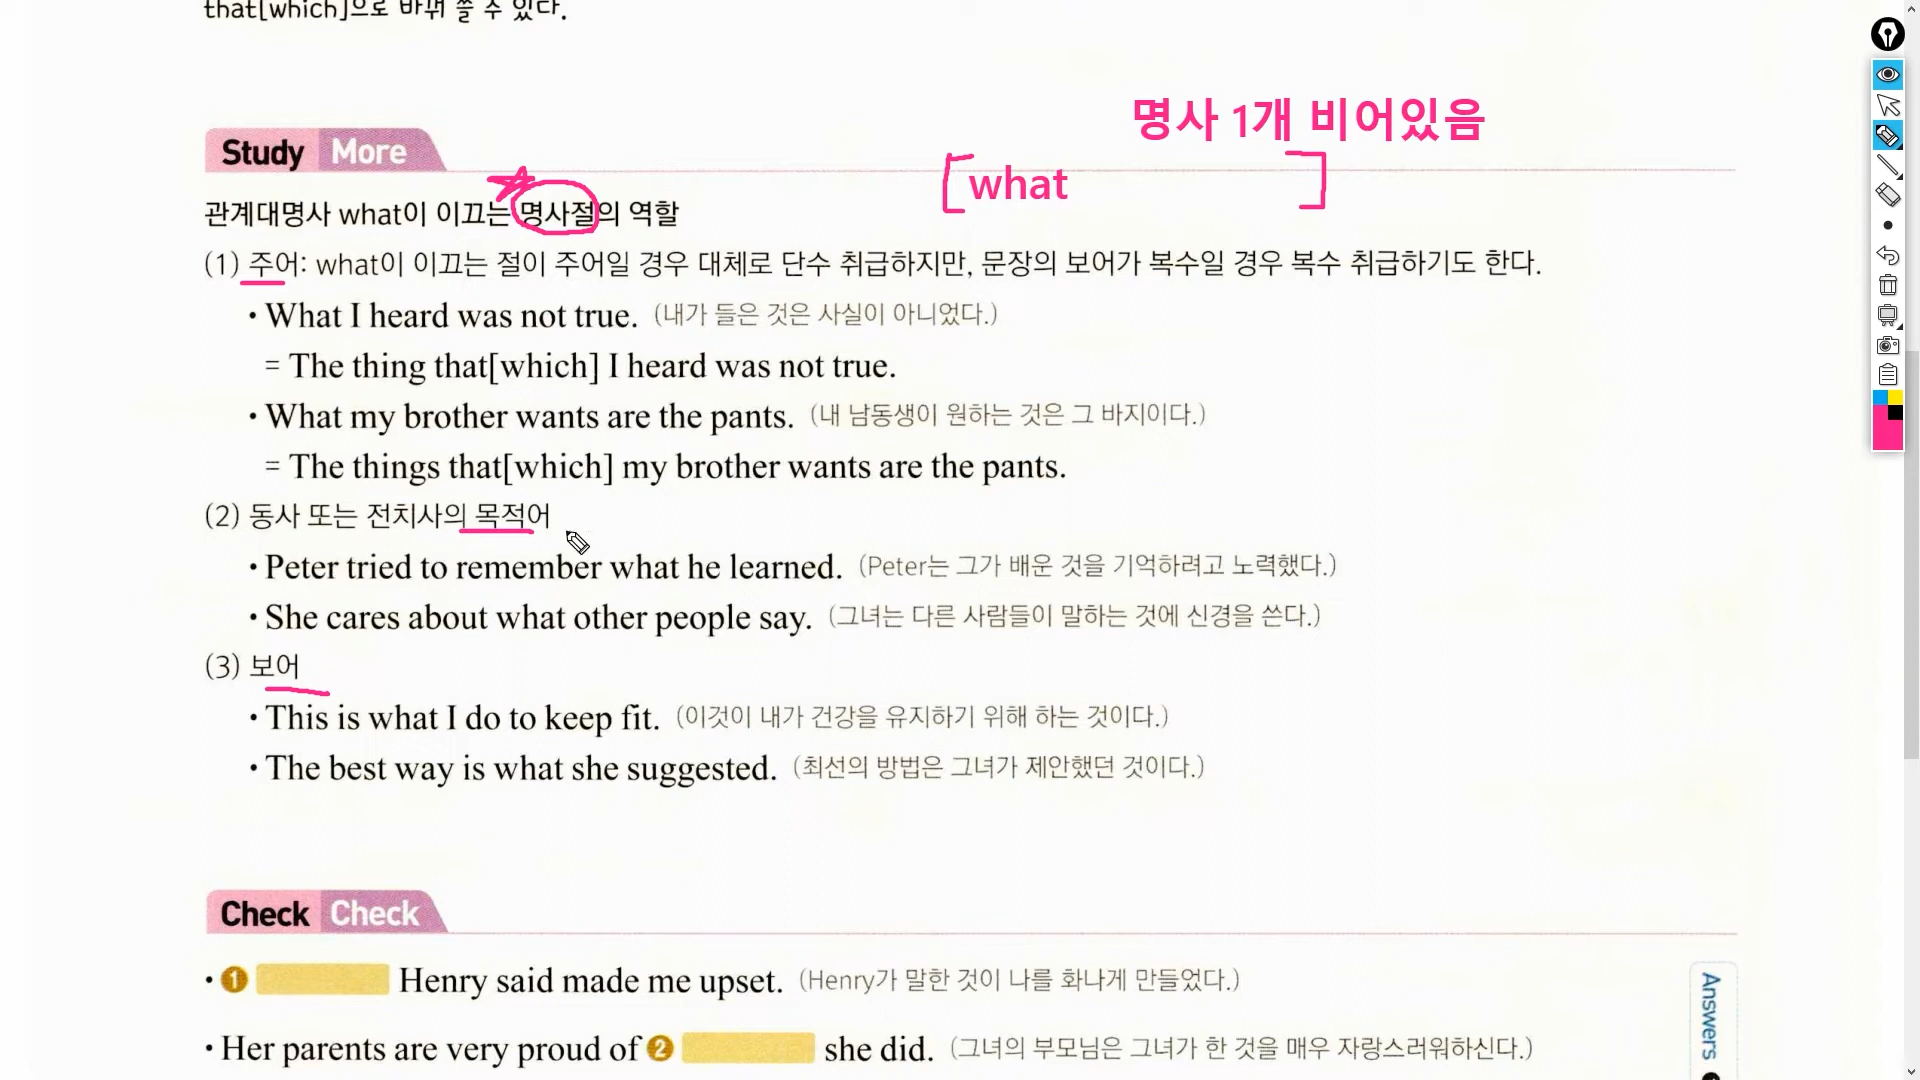 that[which]으로 바꿔 쓸 수 있다.
명사 1개 비어있음
Study More
[what ]
관계대명사 what이 이끄는 명사절의 역할
(1) 주어: what이 이끄는 절이 주어일 경우 대체로 단수 취급하지만, 문장의 보어가 복수일 경우 복수 취급하기도 한다.
• What I heard was not true. (내가 들은 것은 사실이 아니었다.)
= The thing that[which] I heard was not true.
• What my brother wants are the pants. (내 남동생이 원하는 것은 그 바지이다.)
= The things that[which] my brother wants are the pants.
(2) 동사 또는 전치사의 목적어
• Peter tried to remember what he learned. (Peter는 그가 배운 것을 기억하려고 노력했다.)
• She cares about what other people say. (그녀는 다른 사람들이 말하는 것에 신경을 쓴다.)
(3) 보어
• This is what I do to keep fit. (이것이 내가 건강을 유지하기 위해 하는 것이다.)
• The best way is what she suggested. (최선의 방법은 그녀가 제안했던 것이다.)
Check Check
• 1 Henry said made me upset. (Henry가 말한 것이 나를 화나게 만들었다.)
• Her parents are very proud of 2 she did. (그녀의 부모님은 그녀가 한 것을 매우 자랑스러워하신다.)
Answers